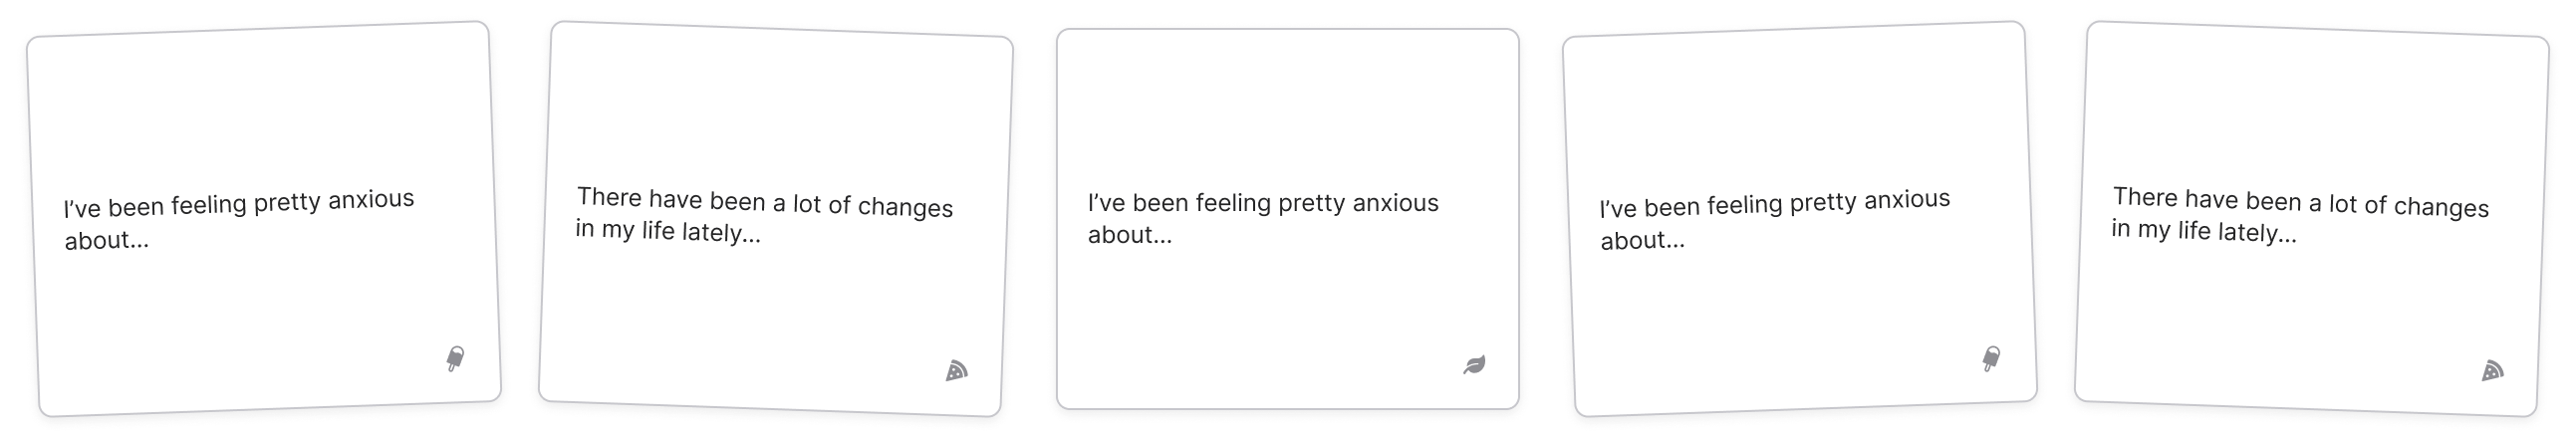 I’ve been feeling pretty anxious
about...
There have been a lot of changes
in my life lately...
I’ve been feeling pretty anxious
about...
I’ve been feeling pretty anxious
about...
There have been a lot of changes
in my life lately...